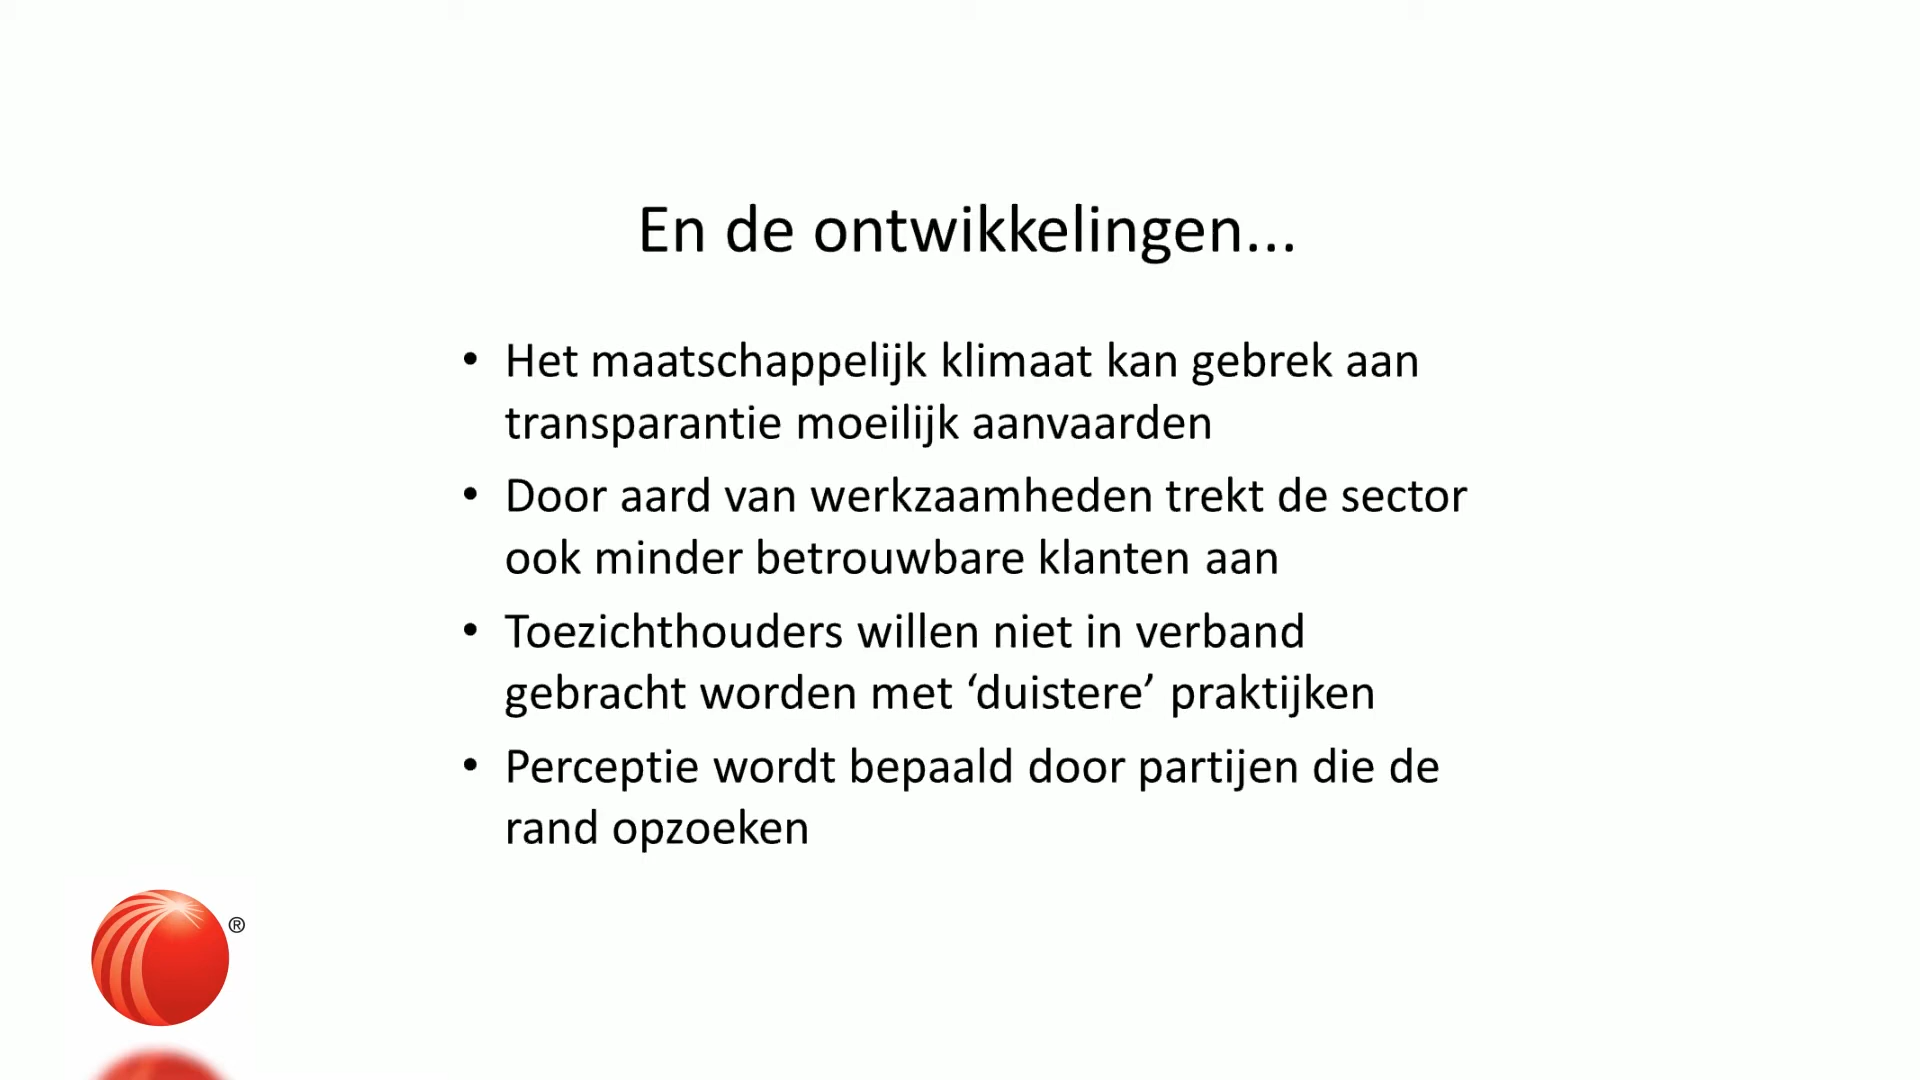 En de ontwikkelingen...
• Het maatschappelijk klimaat kan gebrek aan
transparantie moeilijk aanvaarden
• Door aard van werkzaamheden trekt de sector
ook minder betrouwbare klanten aan
• Toezichthouders willen niet in verband
gebracht worden met ‘duistere’ praktijken
• Perceptie wordt bepaald door partijen die de
rand opzoeken
®